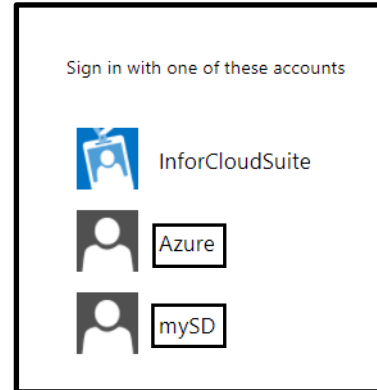 Sign in with one of these accounts
InforCloudSuite
Azure
mySD